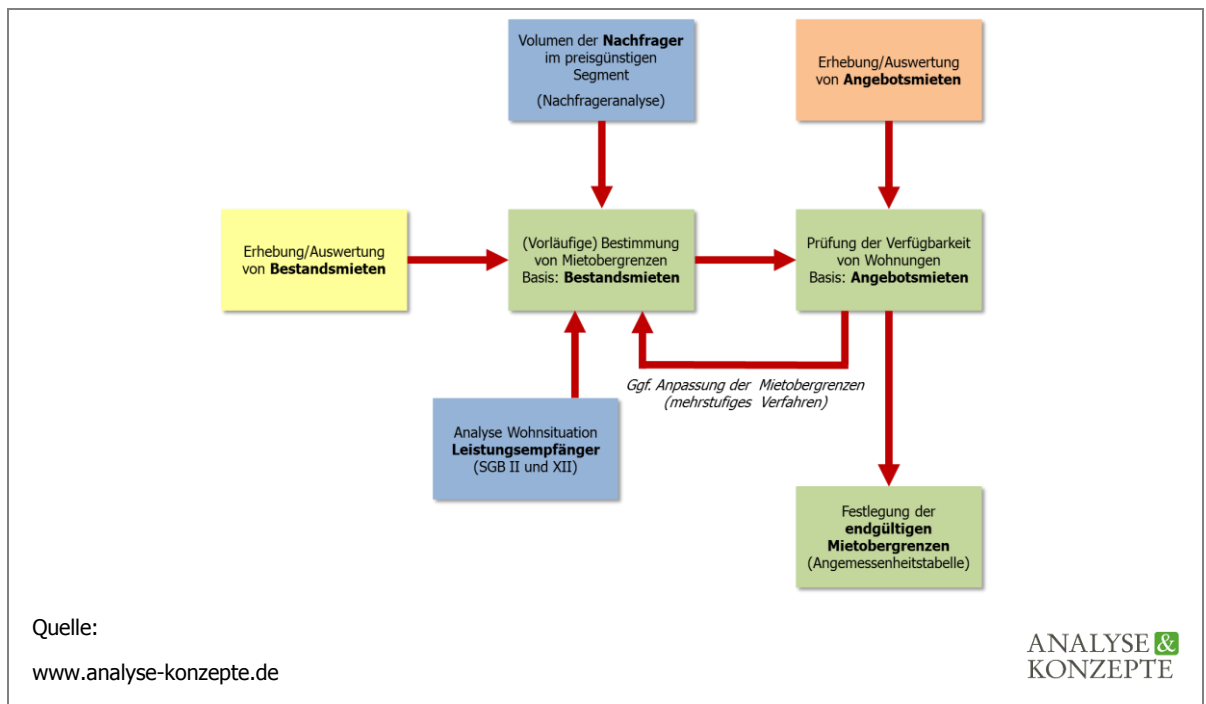 Volumen der Nachfrager
im preisgünstigen
Segment
(Nachfrageranalyse)
Erhebung/Auswertung
von Angebotsmieten
Erhebung/Auswertung
von Bestandsmieten
(Vorläufige) Bestimmung
von Mietobergrenzen
Basis: Bestandsmieten
Prüfung der Verfügbarkeit
von Wohnungen
Basis: Angebotsmieten
Ggf. Anpassung der Mietobergrenzen
(mehrstufiges Verfahren)
Analyse Wohnsituation
Leistungsempfänger
(SGB II und XII)
Festlegung der
endgültigen
Mietobergrenzen
(Angemessenheitstabelle)
Quelle:
www.analyse-konzepte.de
ANALYSE &
KONZEPTE